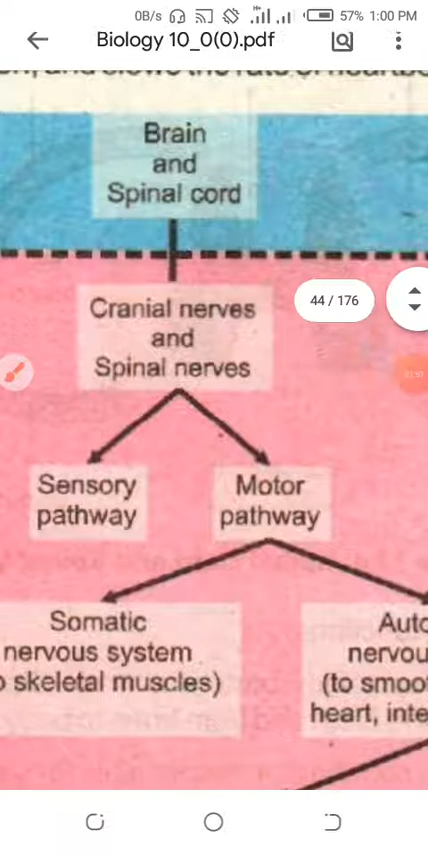 0B/s 57% 1:00 PM
Biology 10_0(0).pdf
Brain
and
Spinal cord
44 / 176
Cranial nerves
and
Spinal nerves
Sensory
pathway
Motor
pathway
Somatic
nervous system
skeletal muscles)
Auto
nervou
(to smoo
heart, inte